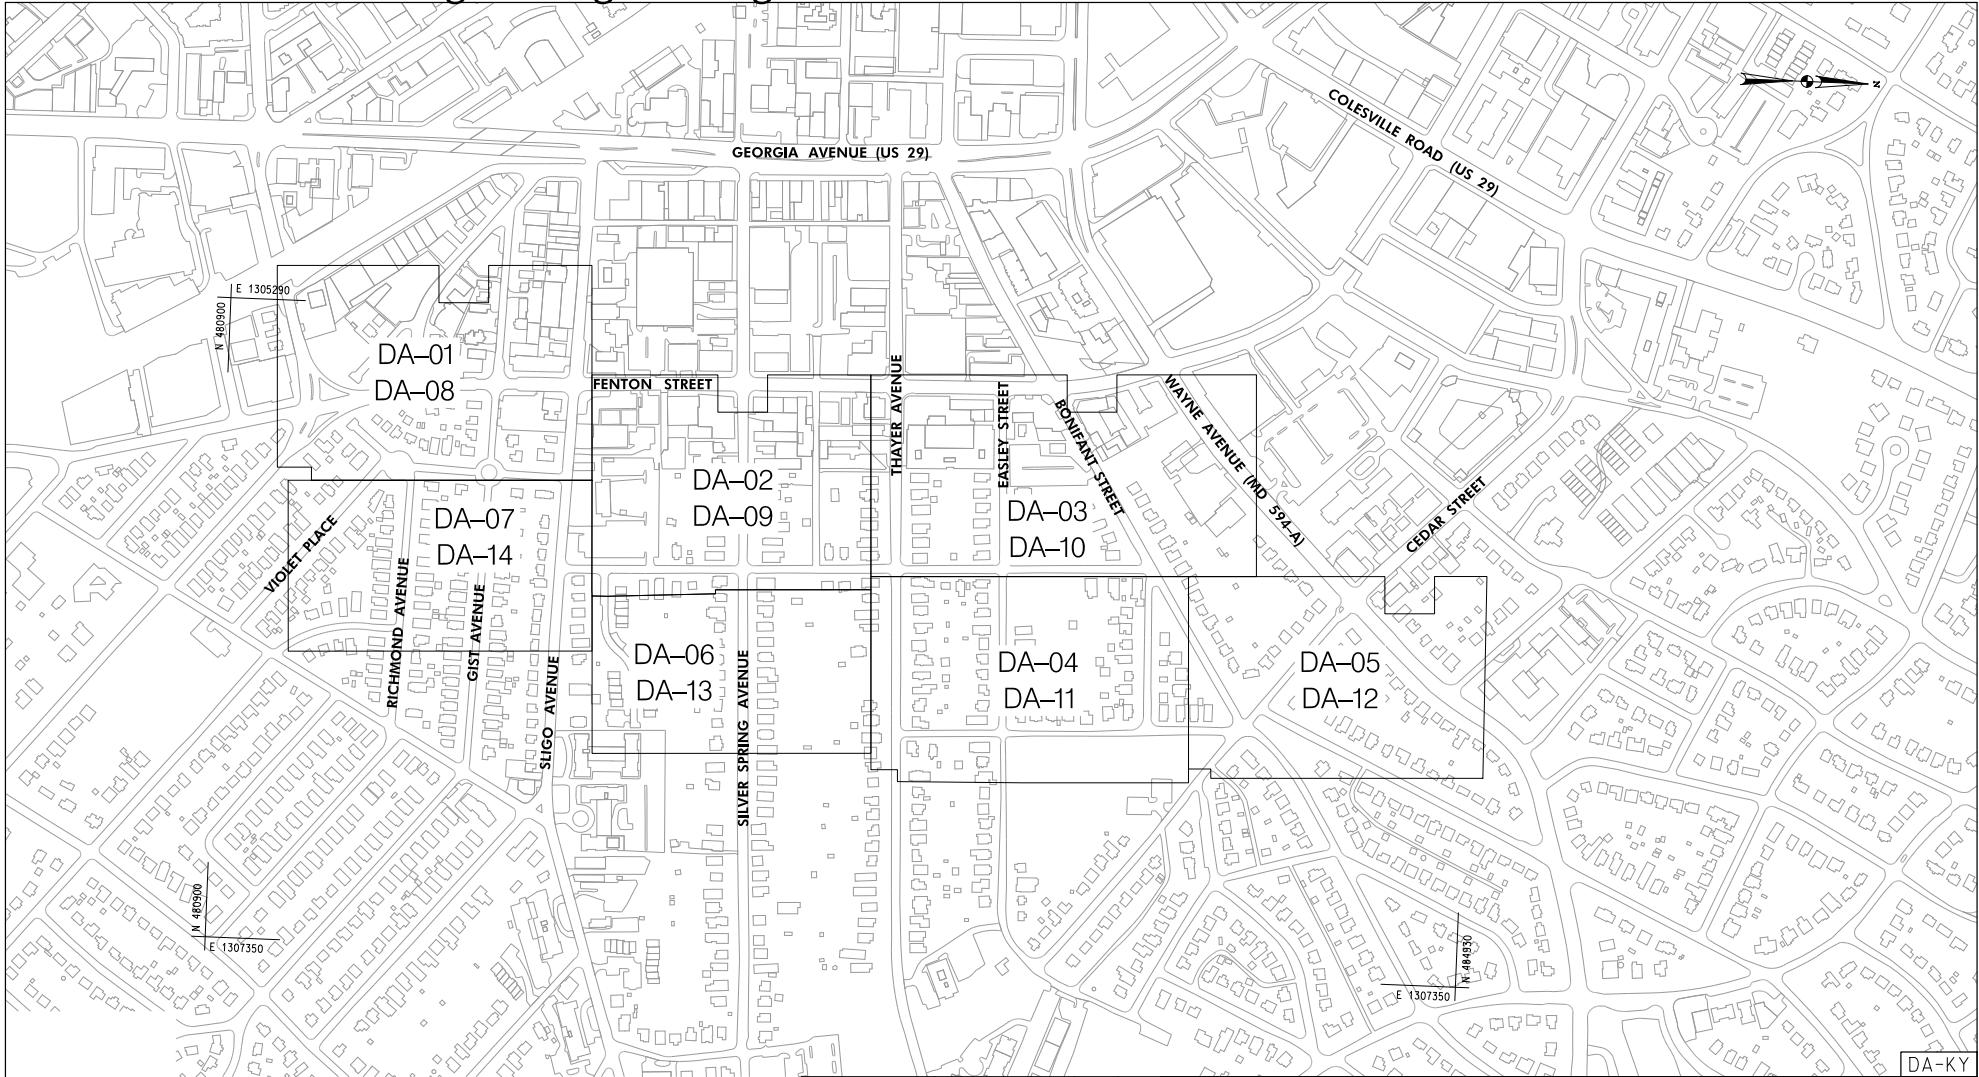 N
COLESVILLE ROAD (US 29)
GEORGIA AVENUE (US 29)
E 1305290
N 480900
DA–01
DA–08
FENTON STREET
THAYER AVENUE
EASLEY STREET
BONIFANT STREET
WAYNE AVENUE (MD 594-A)
DA–02
DA–09
DA–03
DA–10
CEDAR STREET
DA–07
DA–14
VIOLET PLACE
RICHMOND AVENUE
GIST AVENUE
SLIGO AVENUE
DA–06
DA–13
SILVER SPRING AVENUE
DA–04
DA–11
DA–05
DA–12
N 480900
E 1307350
N 484930
E 1307350
DA-KY